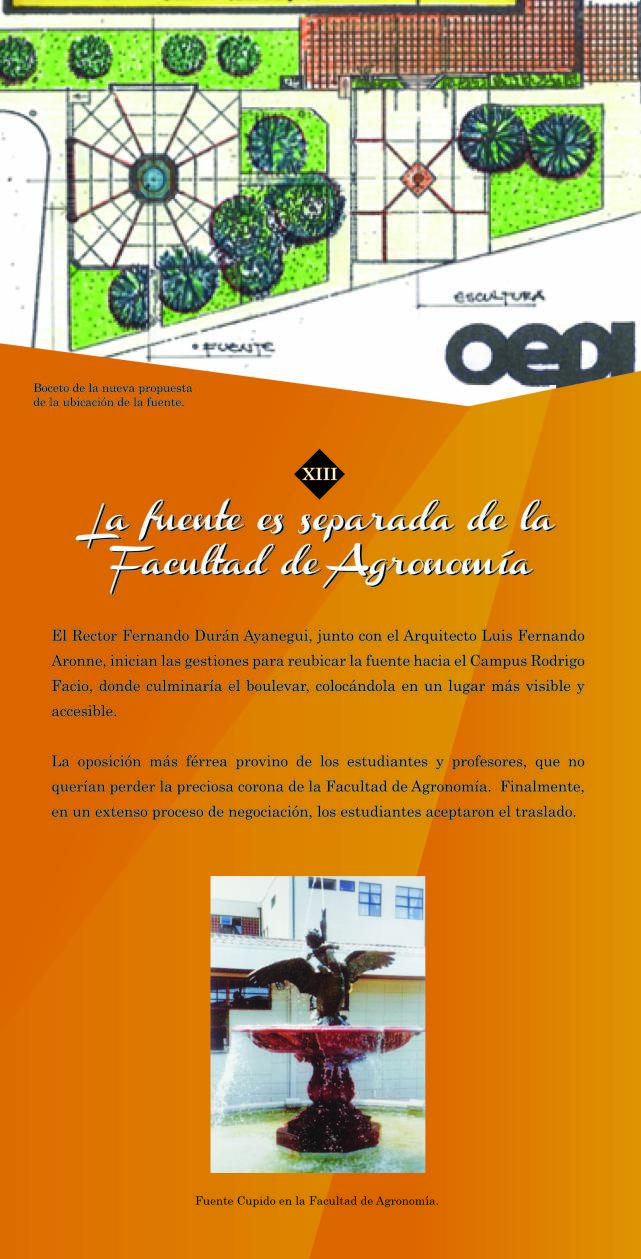 ESCULTURA
FUENTE
Boceto de la nueva propuesta
de la ubicación de la fuente.
XIII
La fuente es separada de la
Facultad de Agronomía
El Rector Fernando Durán Ayanegui, junto con el Arquitecto Luis Fernando
Aronne, inician las gestiones para reubicar la fuente hacia el Campus Rodrigo
Facio, donde culminaría el boulevar, colocándola en un lugar más visible y
accesible.
La oposición más férrea provino de los estudiantes y profesores, que no
querían perder la preciosa corona de la Facultad de Agronomía. Finalmente,
en un extenso proceso de negociación, los estudiantes aceptaron el traslado.
Fuente Cupido en la Facultad de Agronomía.